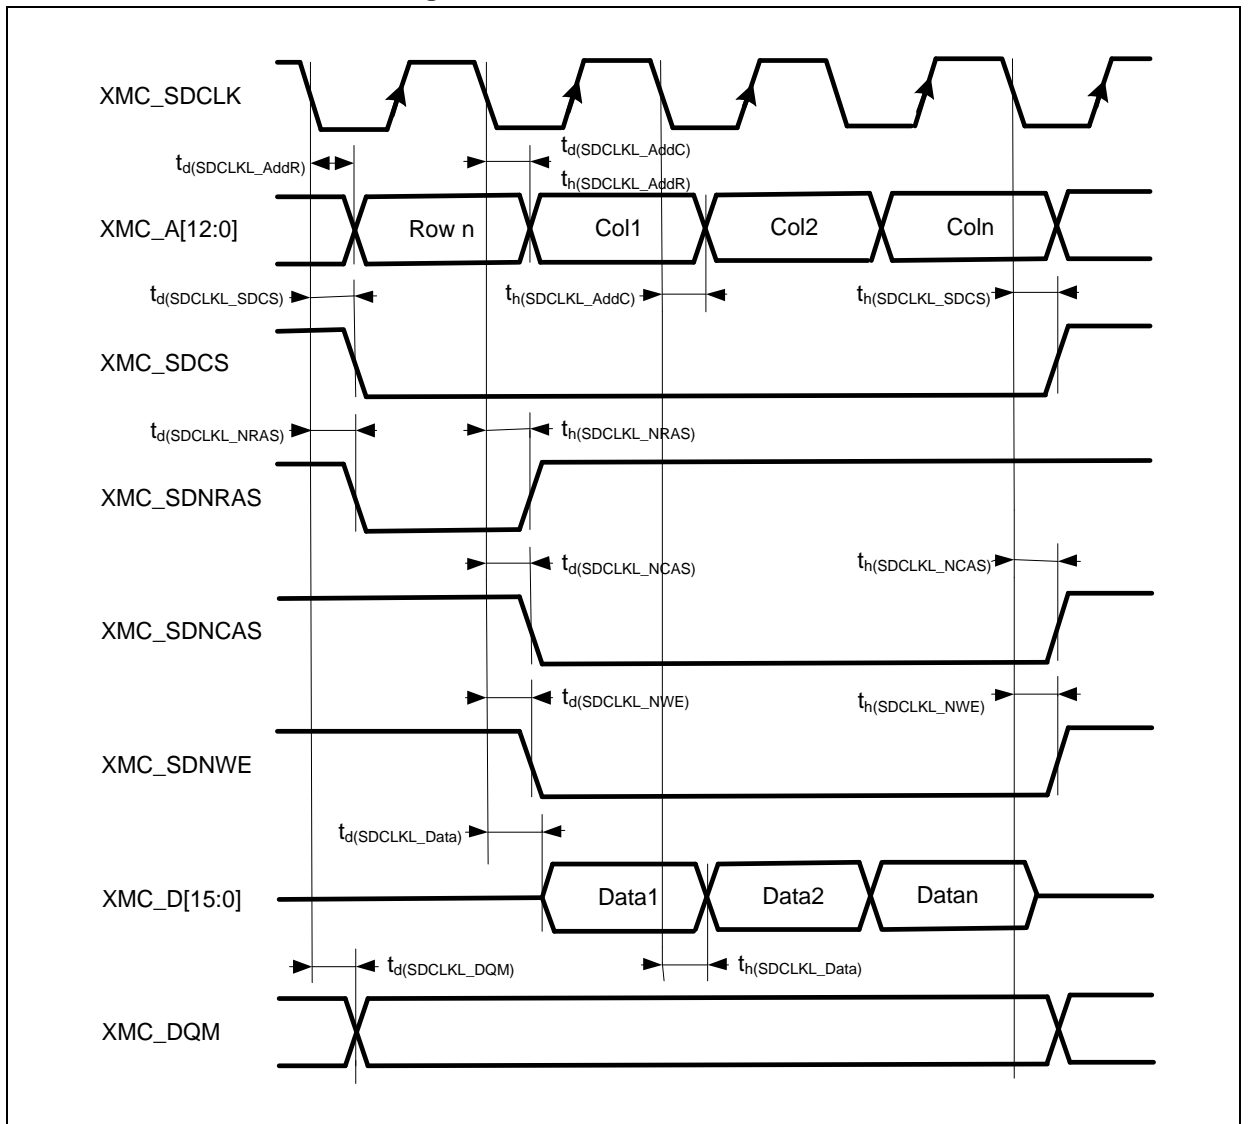 XMC_SDCLK
td(SDCLKL_AddR)
td(SDCLKL_AddC)
th(SDCLKL_AddR)
XMC_A[12:0]
Row n
Col1
Col2
Coln
td(SDCLKL_SDCS)
th(SDCLKL_AddC)
th(SDCLKL_SDCS)
XMC_SDCS
td(SDCLKL_NRAS)
th(SDCLKL_NRAS)
XMC_SDNRAS
td(SDCLKL_NCAS)
th(SDCLKL_NCAS)
XMC_SDNCAS
td(SDCLKL_NWE)
th(SDCLKL_NWE)
XMC_SDNWE
td(SDCLKL_Data)
XMC_D[15:0]
Data1
Data2
Datan
td(SDCLKL_DQM)
th(SDCLKL_Data)
XMC_DQM